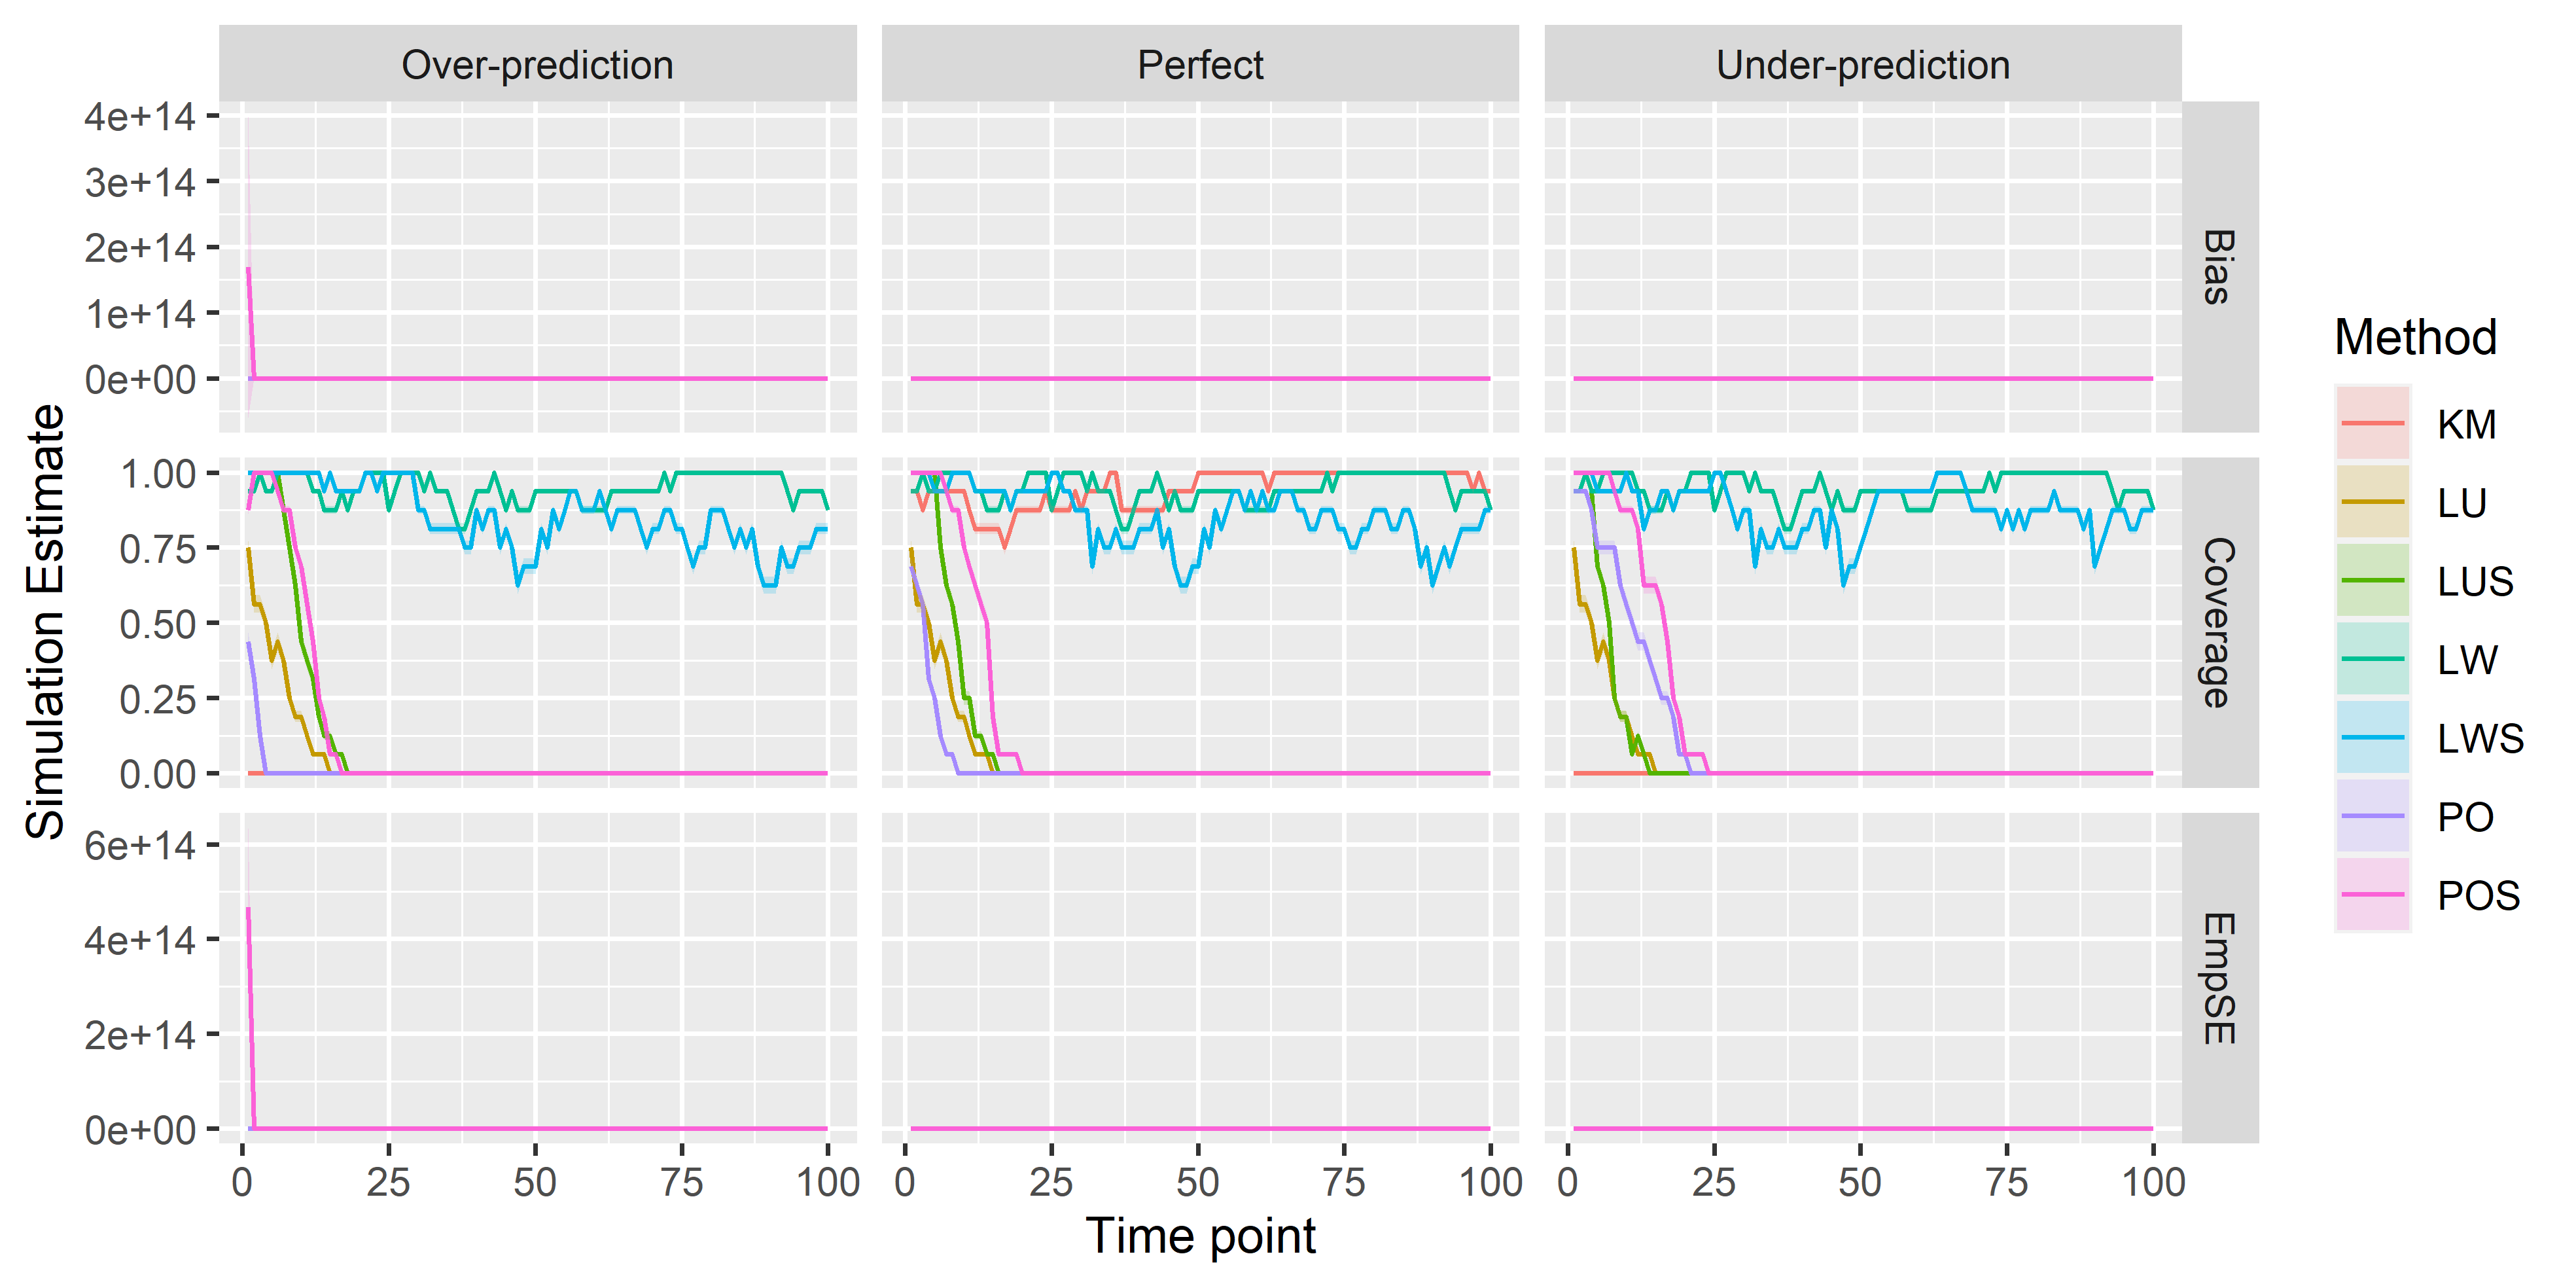 Over-prediction Perfect Under-prediction
4e+14
3e+14
2e+14
1e+14
0e+00
Bias
1.00
0.75
0.50
0.25
0.00
Coverage
6e+14
4e+14
2e+14
0e+00
EmpSE
0 25 50 75 100 0 25 50 75 100 0 25 50 75 100
Time point
Simulation Estimate
Method
KM
LU
LUS
LW
LWS
PO
POS